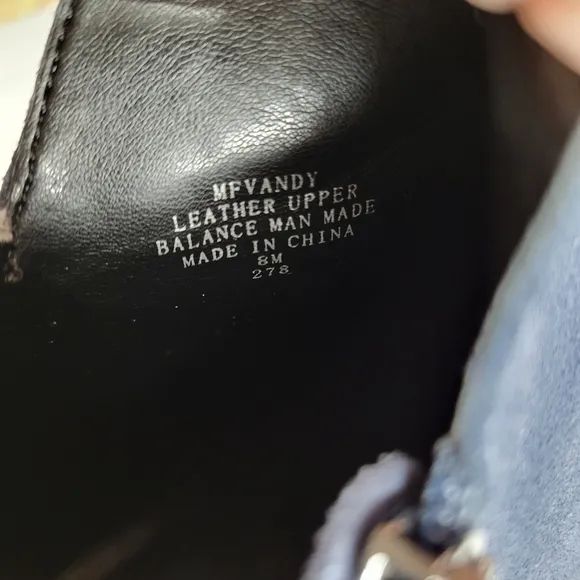 MFVANDY
LEATHER UPPER
BALANCE MAN MADE
MADE IN CHINA
8M
278